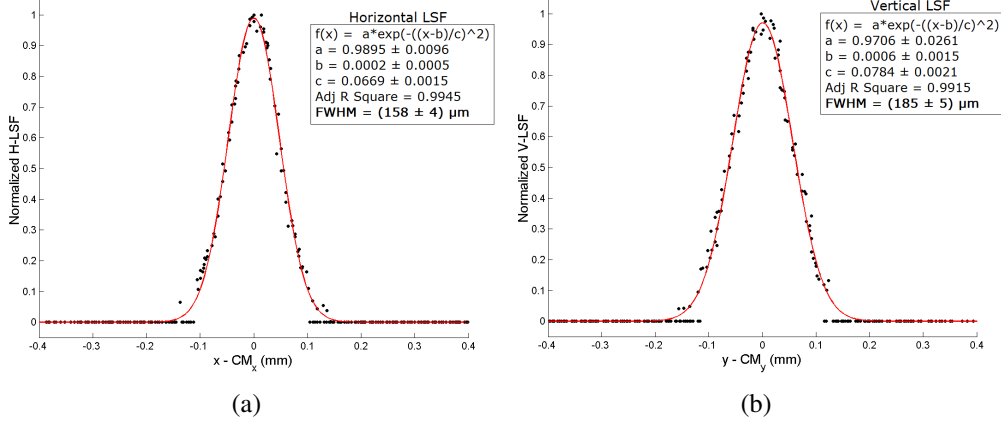 Horizontal LSF
f(x) = a*exp(-((x-b)/c)^2)
a = 0.9895 ± 0.0096
b = 0.0002 ± 0.0005
c = 0.0669 ± 0.0015
Adj R Square = 0.9945
FWHM = (158 ± 4) µm
Normalized H-LSF
1
0.9
0.8
0.7
0.6
0.5
0.4
0.3
0.2
0.1
0
-0.4 -0.3 -0.2 -0.1 0 0.1 0.2 0.3 0.4
x - CMx (mm)
(a)
Vertical LSF
f(x) = a*exp(-((x-b)/c)^2)
a = 0.9706 ± 0.0261
b = 0.0006 ± 0.0015
c = 0.0784 ± 0.0021
Adj R Square = 0.9915
FWHM = (185 ± 5) µm
Normalized V-LSF
1
0.9
0.8
0.7
0.6
0.5
0.4
0.3
0.2
0.1
0
-0.4 -0.3 -0.2 -0.1 0 0.1 0.2 0.3 0.4
y - CMy (mm)
(b)